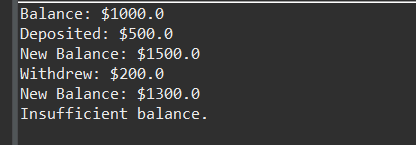 Balance: $1000.0
Deposited: $500.0
New Balance: $1500.0
Withdrew: $200.0
New Balance: $1300.0
Insufficient balance.